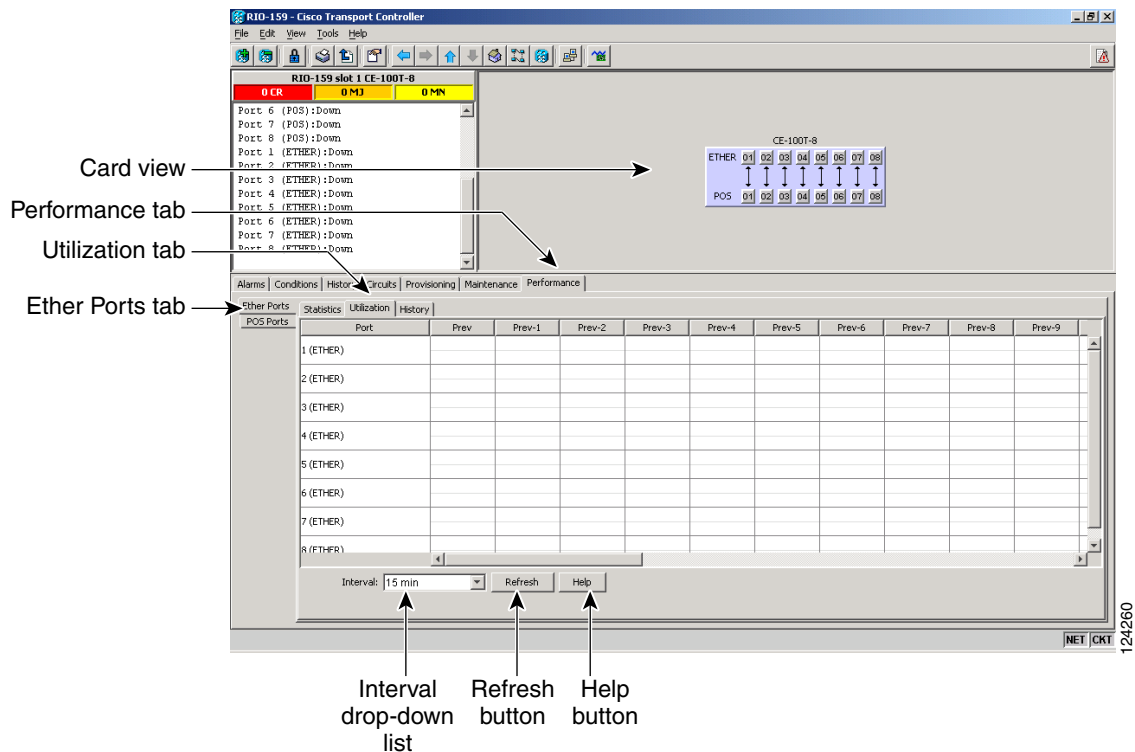 RIO-159 - Cisco Transport Controller
File Edit View Tools Help
RIO-159 slot 1 CE-100T-8
0 CR 0 MJ 0 MN
Port 6 (POS):Down
Port 7 (POS):Down
Port 8 (POS):Down
Port 1 (ETHER):Down
Port 2 (ETHER):Down
Port 3 (ETHER):Down
Port 4 (ETHER):Down
Port 5 (ETHER):Down
Port 6 (ETHER):Down
Port 7 (ETHER):Down
Port 8 (ETHER):Down
CE-100T-8
ETHER 01 02 03 04 05 06 07 08
POS 01 02 03 04 05 06 07 08
Card view
Performance tab
Utilization tab
Ether Ports tab
Alarms Conditions History Circuits Provisioning Maintenance Performance
Ether Ports
POS Ports
Statistics Utilization History
Port Prev Prev-1 Prev-2 Prev-3 Prev-4 Prev-5 Prev-6 Prev-7 Prev-8 Prev-9
1 (ETHER)
2 (ETHER)
3 (ETHER)
4 (ETHER)
5 (ETHER)
6 (ETHER)
7 (ETHER)
8 (ETHER)
Interval: 15 min Refresh Help
NET CKT
124260
Interval
drop-down
list
Refresh
button
Help
button